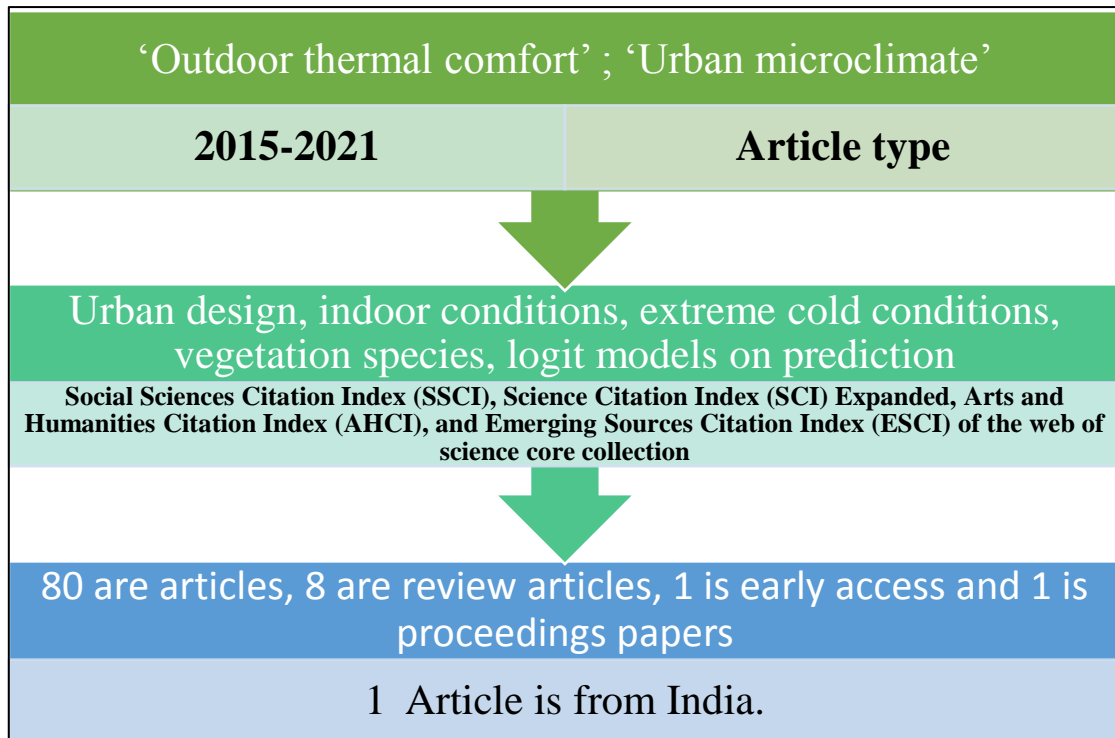 ‘Outdoor thermal comfort’ ; ‘Urban microclimate’
2015-2021
Article type
Urban design, indoor conditions, extreme cold conditions,
vegetation species, logit models on prediction
Social Sciences Citation Index (SSCI), Science Citation Index (SCI) Expanded, Arts and
Humanities Citation Index (AHCI), and Emerging Sources Citation Index (ESCI) of the web of
science core collection
80 are articles, 8 are review articles, 1 is early access and 1 is
proceedings papers
1 Article is from India.